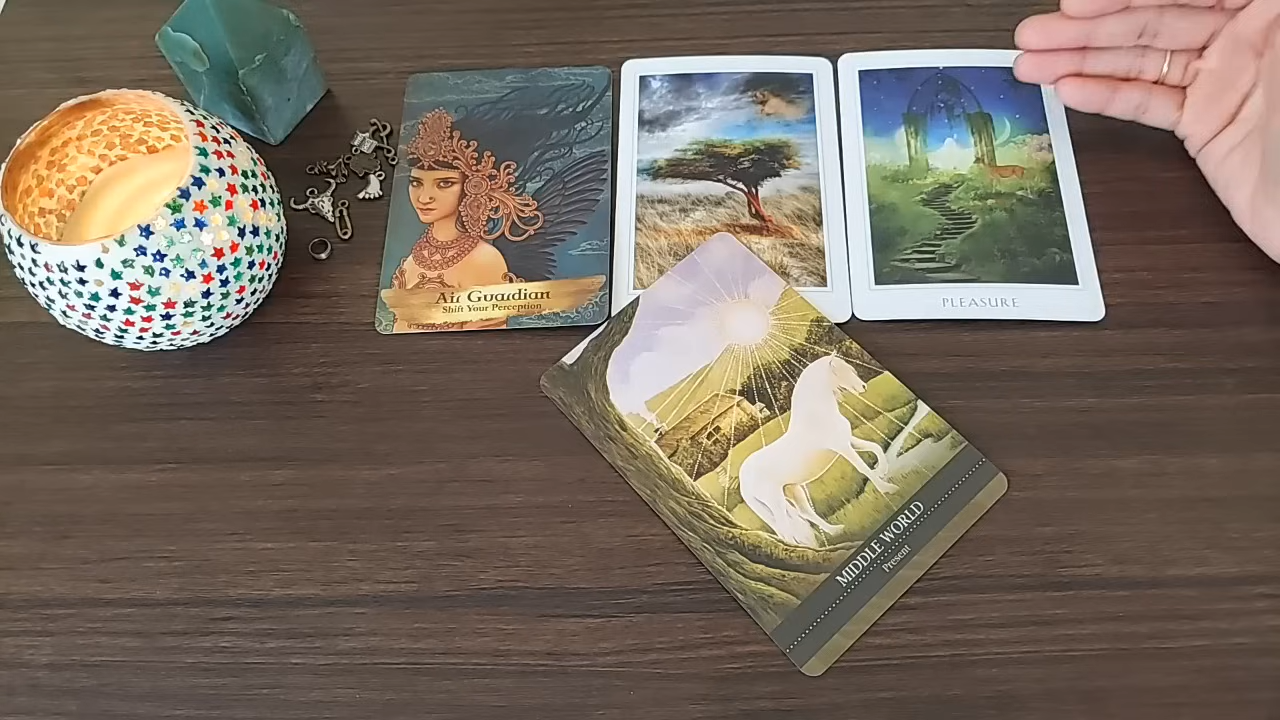 Air Guardian
Shift Your Perception
PLEASURE
MIDDLE WORLD
Present